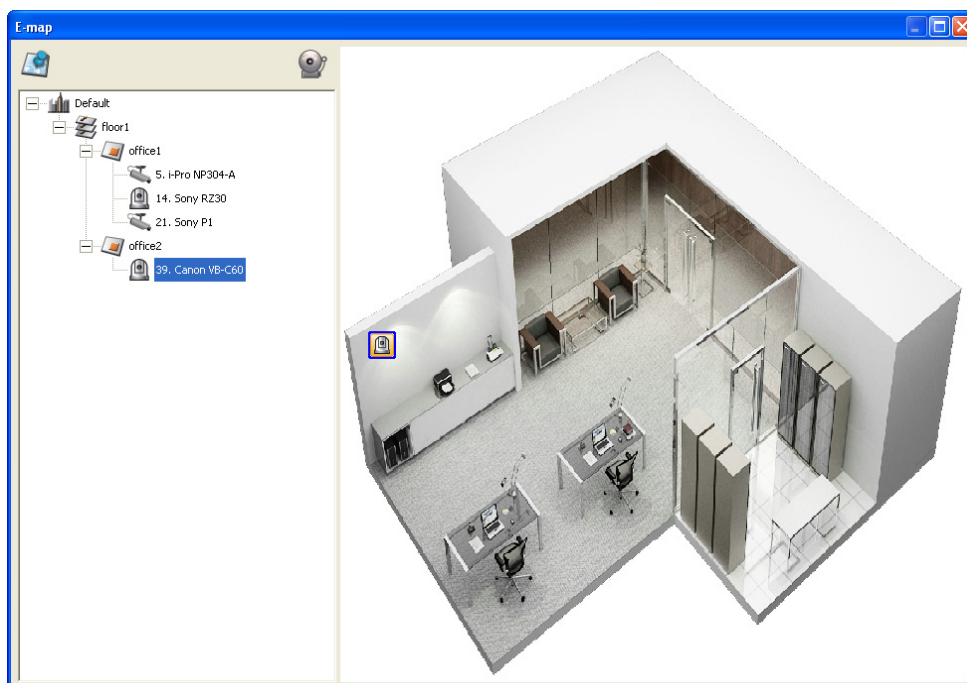 E-map
Default
floor1
office1
5. i-Pro NP304-A
14. Sony RZ30
21. Sony P1
office2
39. Canon VB-C60